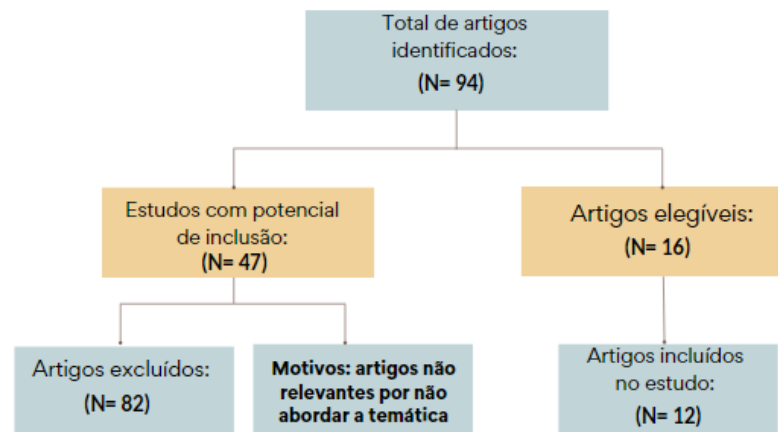 Total de artigos
identificados:
(N= 94)
Estudos com potencial
de inclusão:
(N= 47)
Artigos elegíveis:
(N= 16)
Artigos excluídos:
(N= 82)
Motivos: artigos não
relevantes por não
abordar a temática
Artigos incluídos
no estudo:
(N= 12)